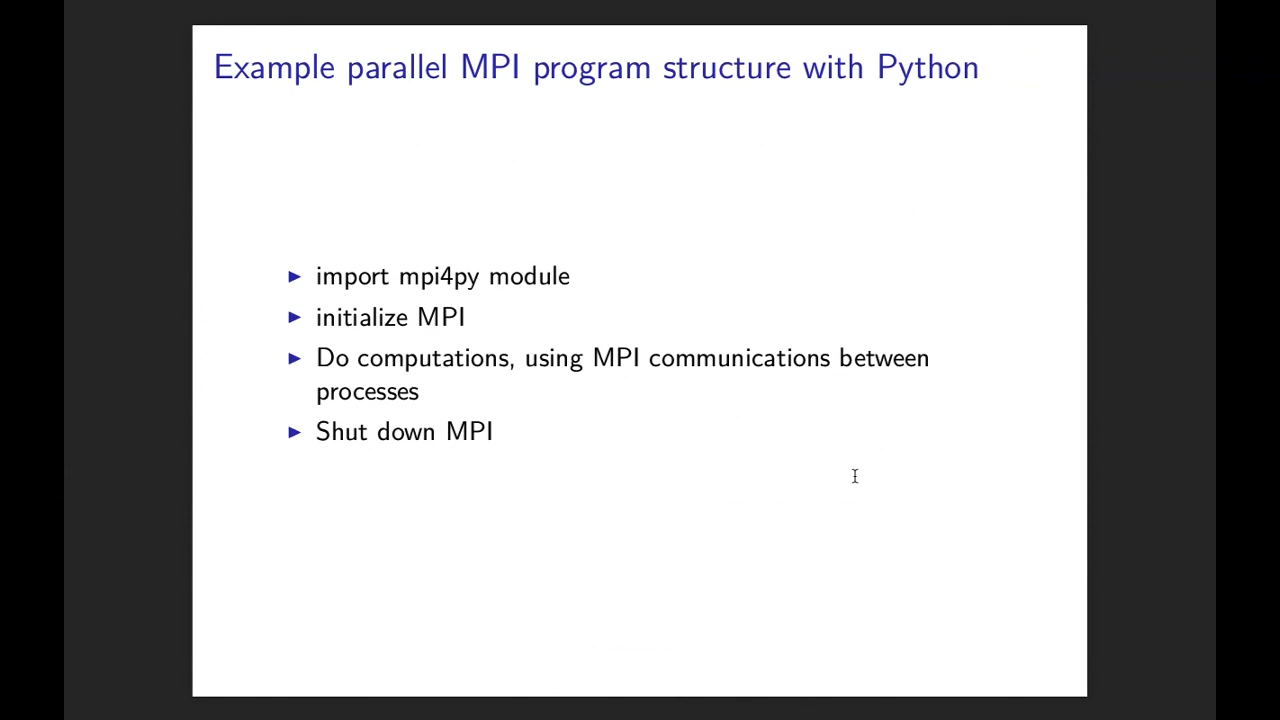 Example parallel MPI program structure with Python
▶ import mpi4py module
▶ initialize MPI
▶ Do computations, using MPI communications between
processes
▶ Shut down MPI